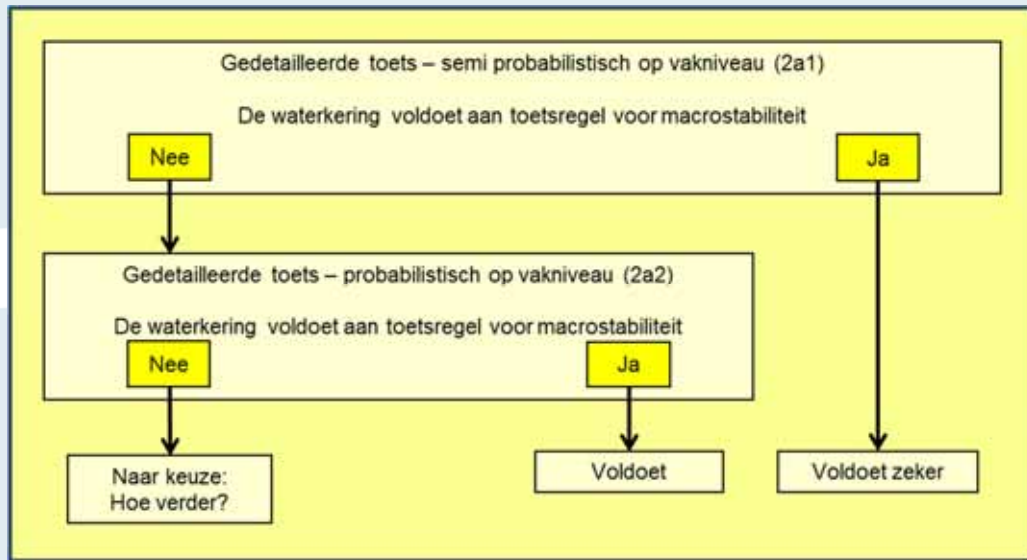 Gedetailleerde toets – semi probabilistisch op vakniveau (2a1)
De waterkering voldoet aan toetsregel voor macrostabiliteit
Nee
Ja
Gedetailleerde toets – probabilistisch op vakniveau (2a2)
De waterkering voldoet aan toetsregel voor macrostabiliteit
Nee
Ja
Naar keuze:
Hoe verder?
Voldoet
Voldoet zeker